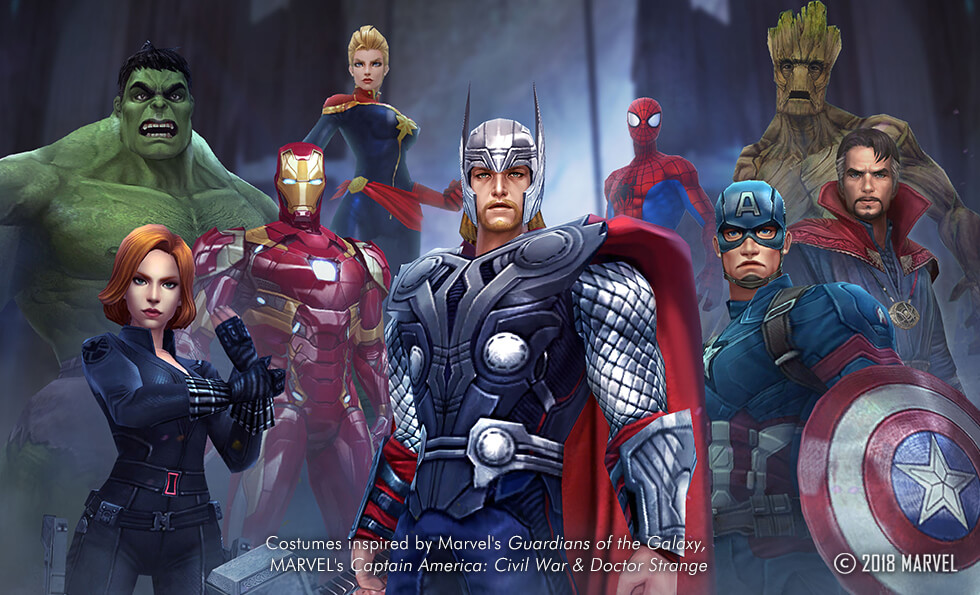 A
Costumes inspired by Marvel's Guardians of the Galaxy,
MARVEL's Captain America: Civil War & Doctor Strange
© 2018 MARVEL